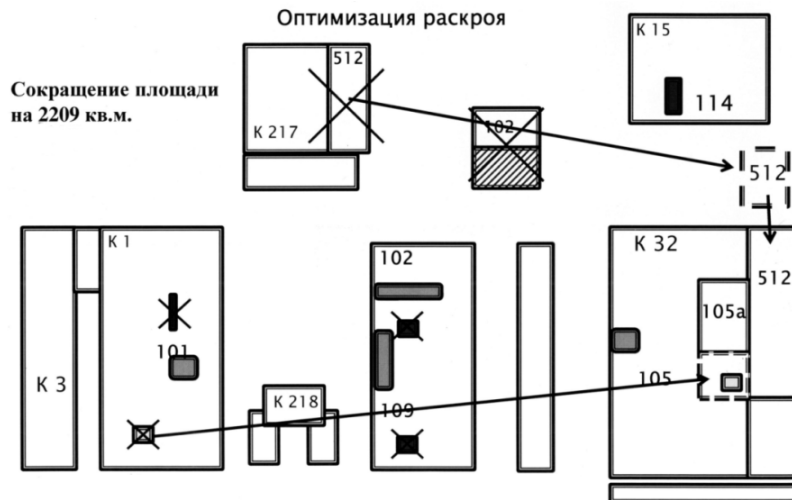 Оптимизация раскроя
Сокращение площади
на 2209 кв.м.
512
К 217
102
К 15
114
512
К 3
К 1
101
К 218
102
109
К 32
512
105а
105